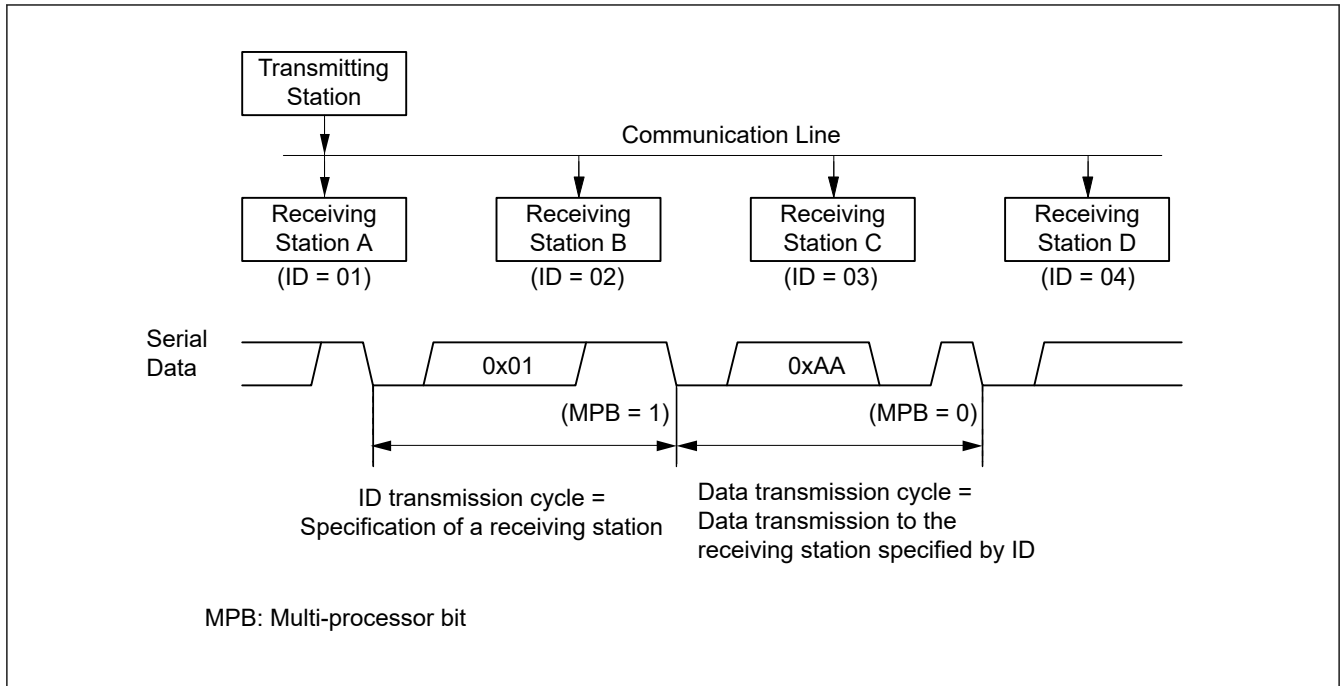 Transmitting
Station
Communication Line
Receiving
Station A
(ID = 01)
Receiving
Station B
(ID = 02)
Receiving
Station C
(ID = 03)
Receiving
Station D
(ID = 04)
Serial
Data
0x01
0xAA
(MPB = 1)
(MPB = 0)
ID transmission cycle =
Specification of a receiving station
Data transmission cycle =
Data transmission to the
receiving station specified by ID
MPB: Multi-processor bit